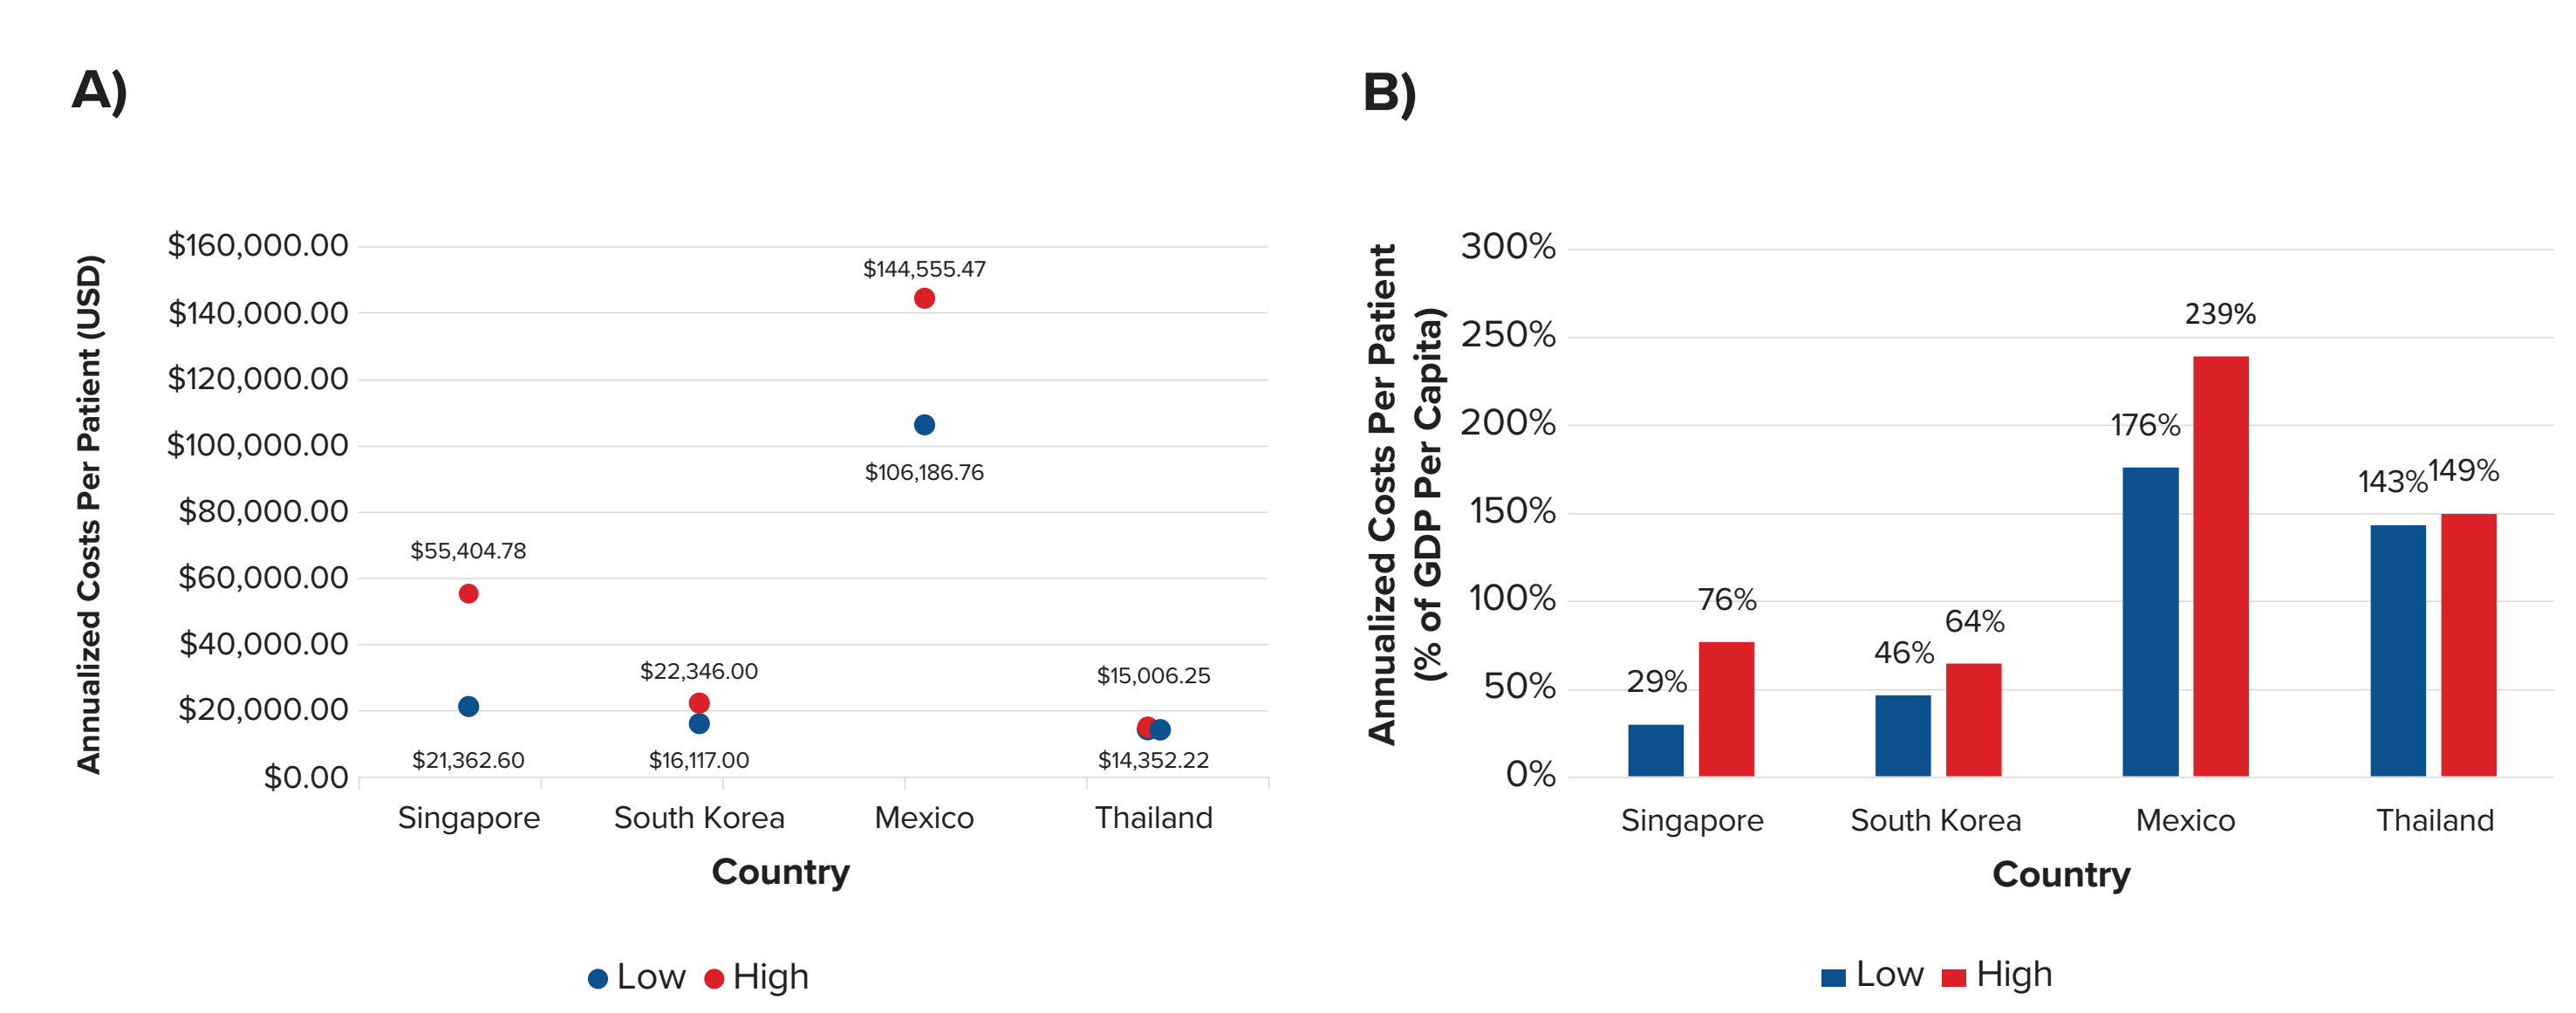 A)
Annualized Costs Per Patient (USD)
$160,000.00
$140,000.00
$120,000.00
$100,000.00
$80,000.00
$60,000.00
$40,000.00
$20,000.00
$0.00
$55,404.78
$21,362.60
$22,346.00
$16,117.00
$144,555.47
$106,186.76
$15,006.25
$14,352.22
Singapore
South Korea
Mexico
Thailand
Country
Low
High
B)
Annualized Costs Per Patient
(% of GDP Per Capita)
300%
250%
200%
150%
100%
50%
0%
29%
76%
46%
64%
176%
239%
143%
149%
Singapore
South Korea
Mexico
Thailand
Country
Low
High